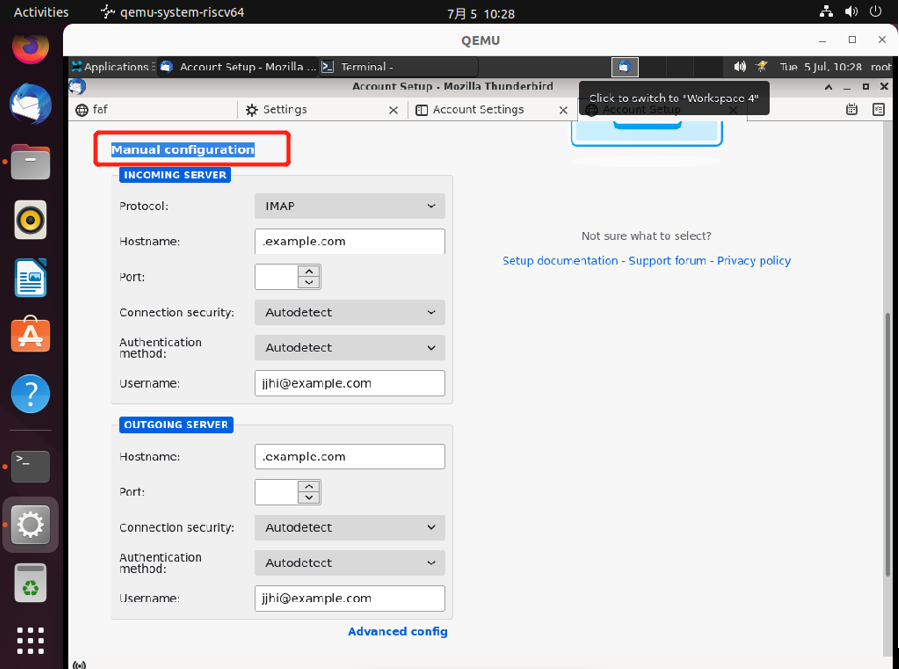 Activities qemu-system-riscv64 7月 5 10:28
QEMU
Applications Account Setup - Mozilla ... Terminal - Tue 5 Jul, 10:28 root
Account Setup - Mozilla Thunderbird
Click to switch to "Workspace 4"
faf Settings Account Settings Account Setup
Manual configuration
INCOMING SERVER
Protocol: IMAP
Not sure what to select?
Hostname: .example.com
Setup documentation - Support forum - Privacy policy
Port:
Connection security: Autodetect
Authentication
method: Autodetect
Username: jjhi@example.com
OUTGOING SERVER
Hostname: .example.com
Port:
Connection security: Autodetect
Authentication
method: Autodetect
Username: jjhi@example.com
Advanced config